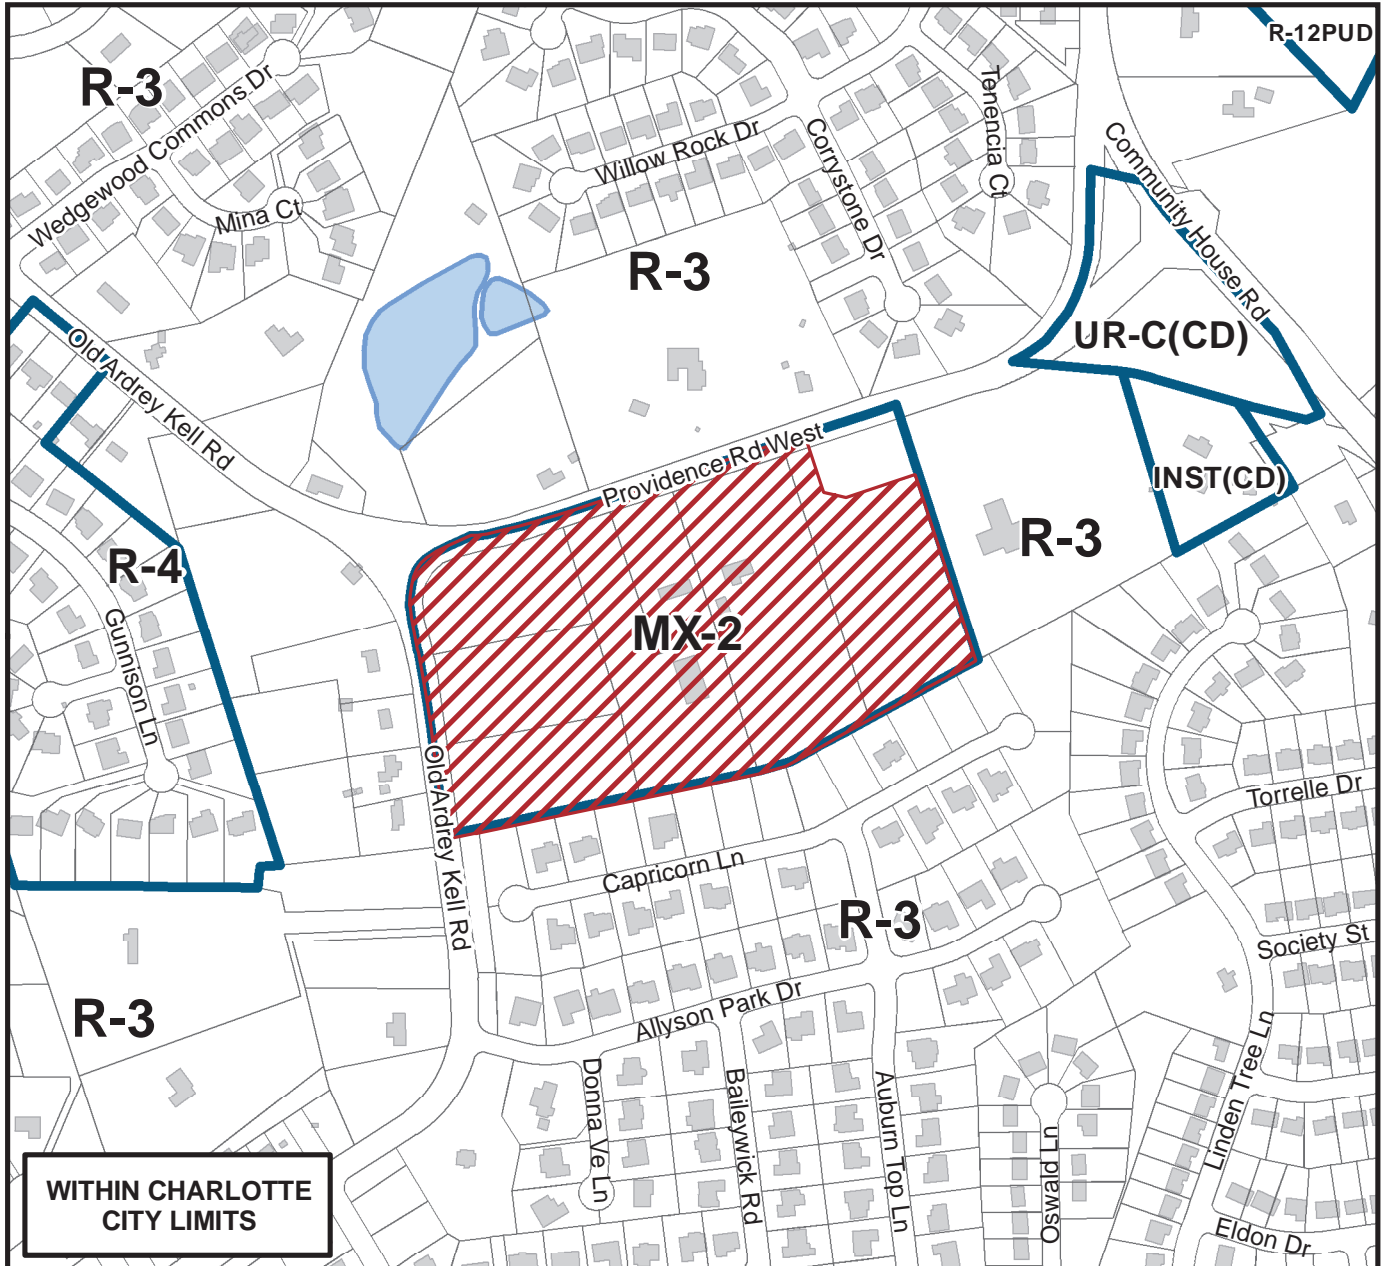 R-12PUD
R-3
Wedgewood Commons Dr
Mina Ct
Willow Rock Dr
Corrystone Dr
Tenencia Ct
Community House Rd
R-3
UR-C(CD)
Old Ardrey Kell Rd
Providence Rd West
INST(CD)
R-3
R-4
MX-2
Gunnison Ln
Old Ardrey Kell Rd
Torrelle Dr
Capricorn Ln
R-3
Society St
R-3
Allyson Park Dr
Donna Ve Ln
Baileywick Rd
Auburn Top Ln
Oswald Ln
Linden Tree Ln
Eldon Dr
WITHIN CHARLOTTE
CITY LIMITS